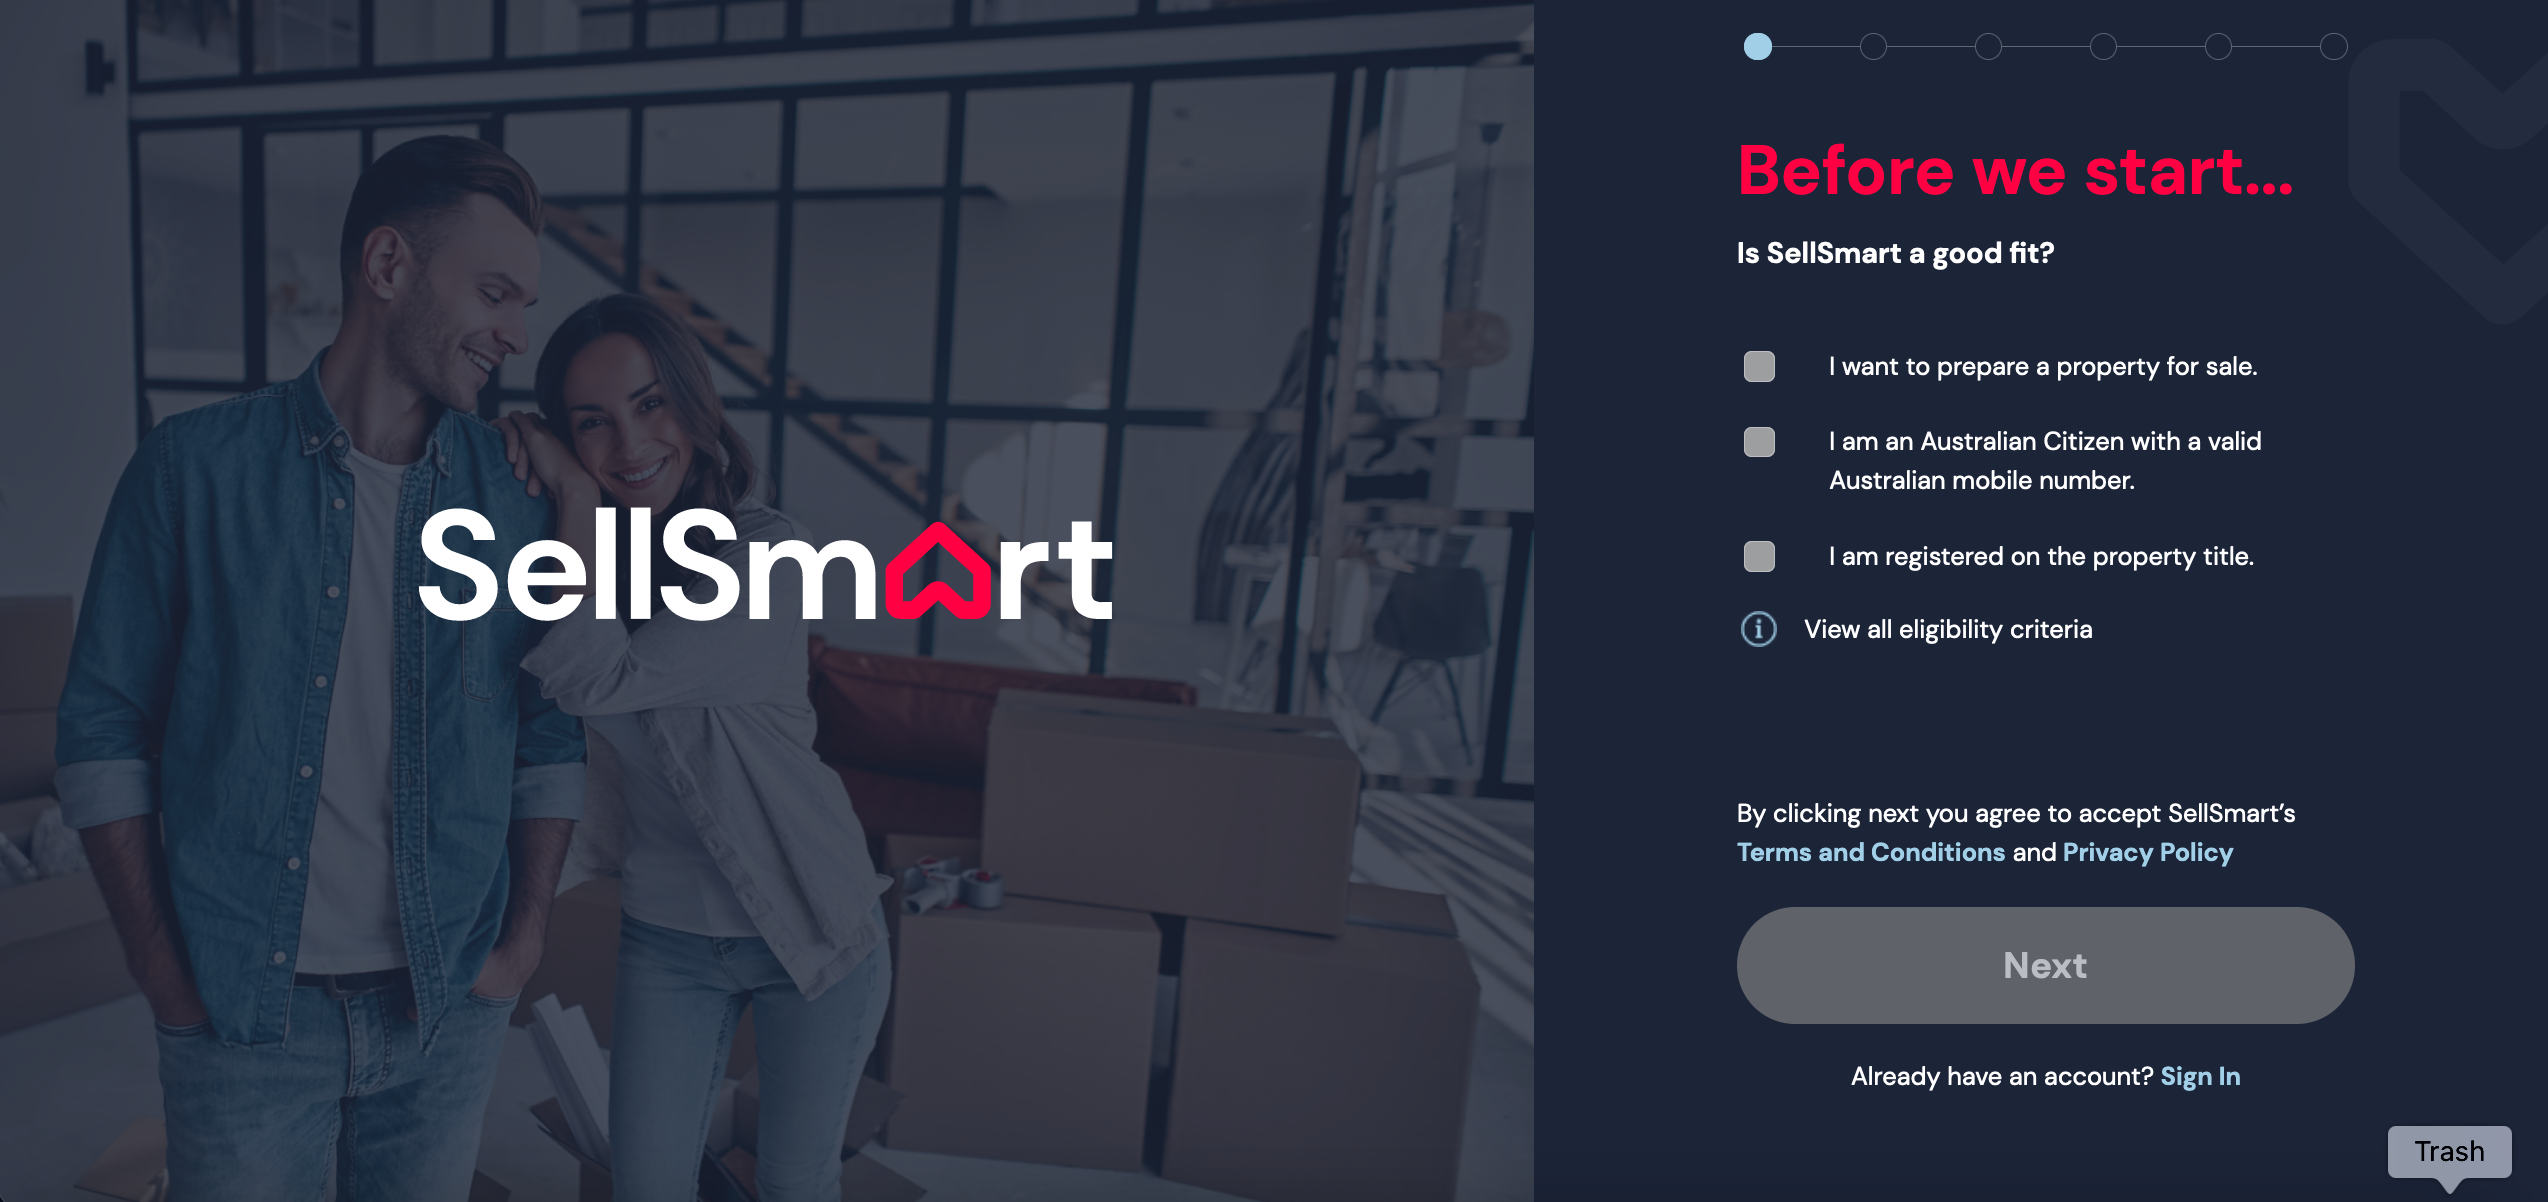 SellSmart
Before we start...
Is SellSmart a good fit?
I want to prepare a property for sale.
I am an Australian Citizen with a valid
Australian mobile number.
I am registered on the property title.
View all eligibility criteria
By clicking next you agree to accept SellSmart’s
Terms and Conditions and Privacy Policy
Next
Already have an account? Sign In
Trash